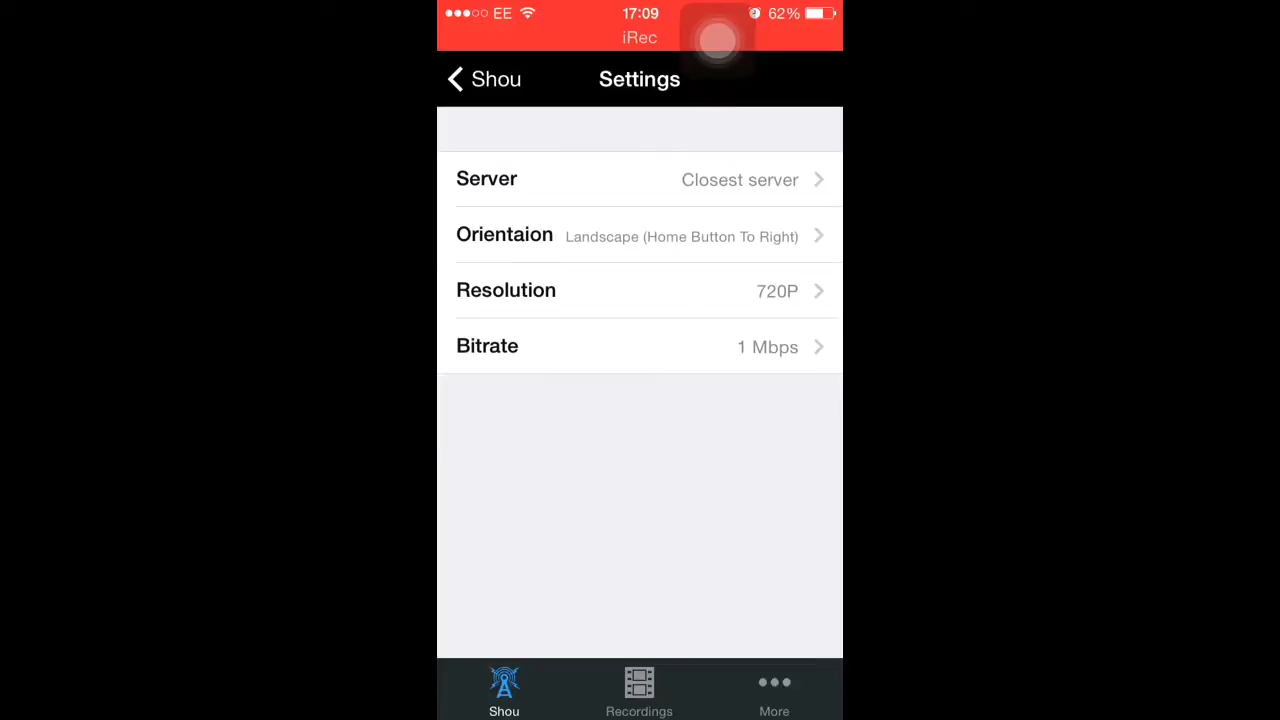 EE 17:09 62%
iRec
Shou Settings
Server Closest server
Orientaion Landscape (Home Button To Right)
Resolution 720P
Bitrate 1 Mbps
Shou Recordings More